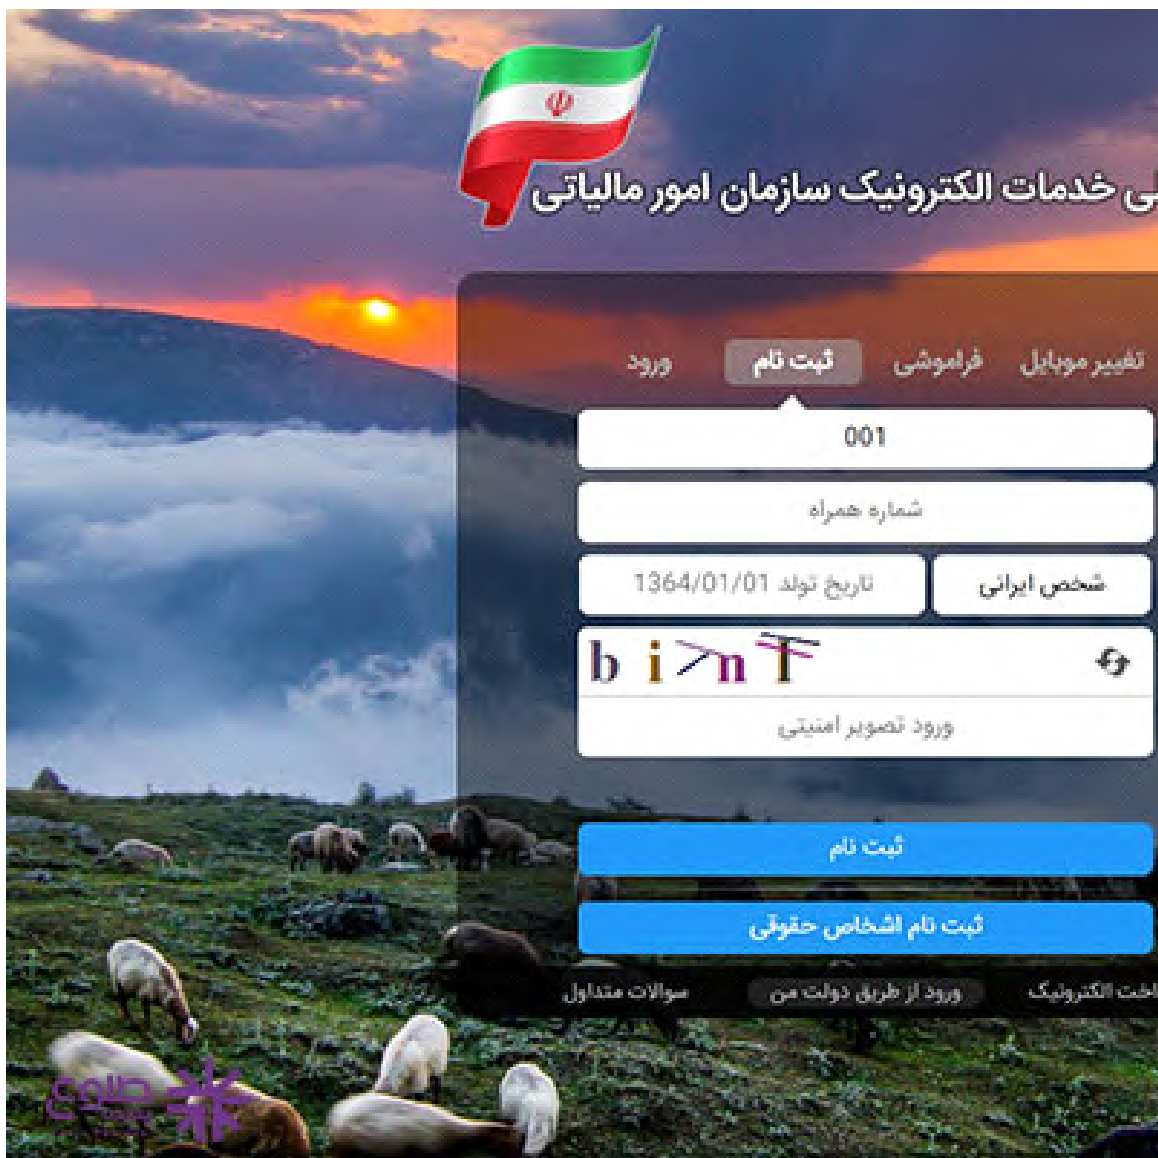 خدمات الکترونیک سازمان امور مالیاتی
تغییر موبایل فراموشی ثبت نام ورود
001
شماره همراه
شخص ایرانی تاریخ تولد 1364/01/01
ورود تصویر امنیتی
ثبت نام
ثبت نام اشخاص حقوقی
الکترونیک ورود از طریق دولت من سوالات متداول
طلوع